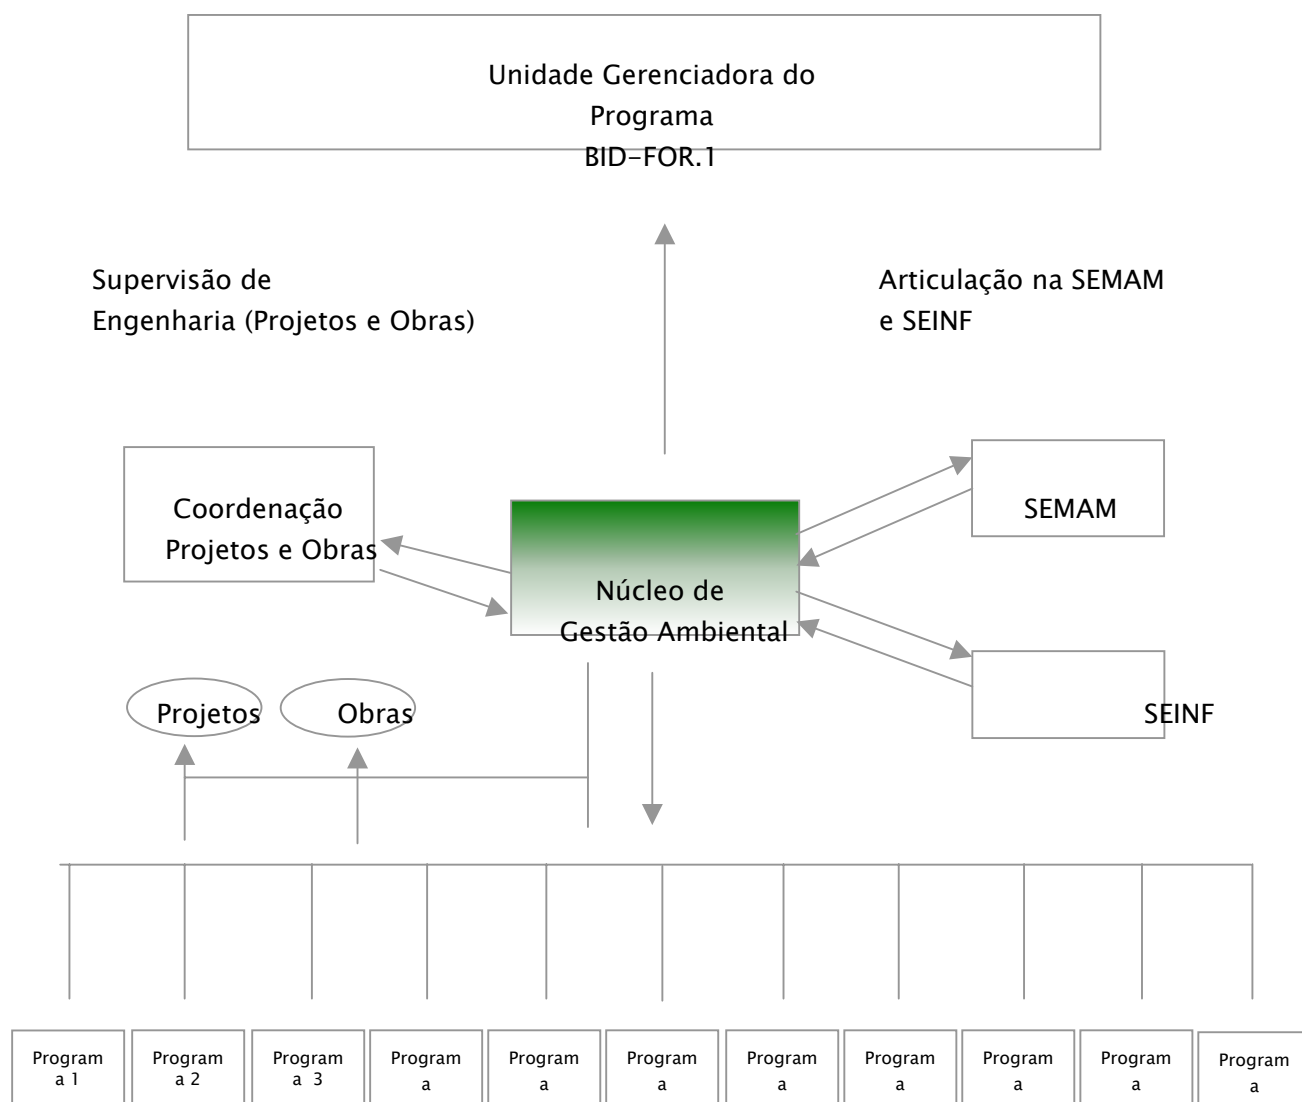 Unidade Gerenciadora do
Programa
BID-FOR.1
Supervisão de
Engenharia (Projetos e Obras)
Articulação na SEMAM
e SEINF
Coordenação
Projetos e Obras
SEMAM
Núcleo de
Gestão Ambiental
Projetos
Obras
SEINF
Program
a 1
Program
a 2
Program
a 3
Program
a
Program
a
Program
a
Program
a
Program
a
Program
a
Program
a
Program
a